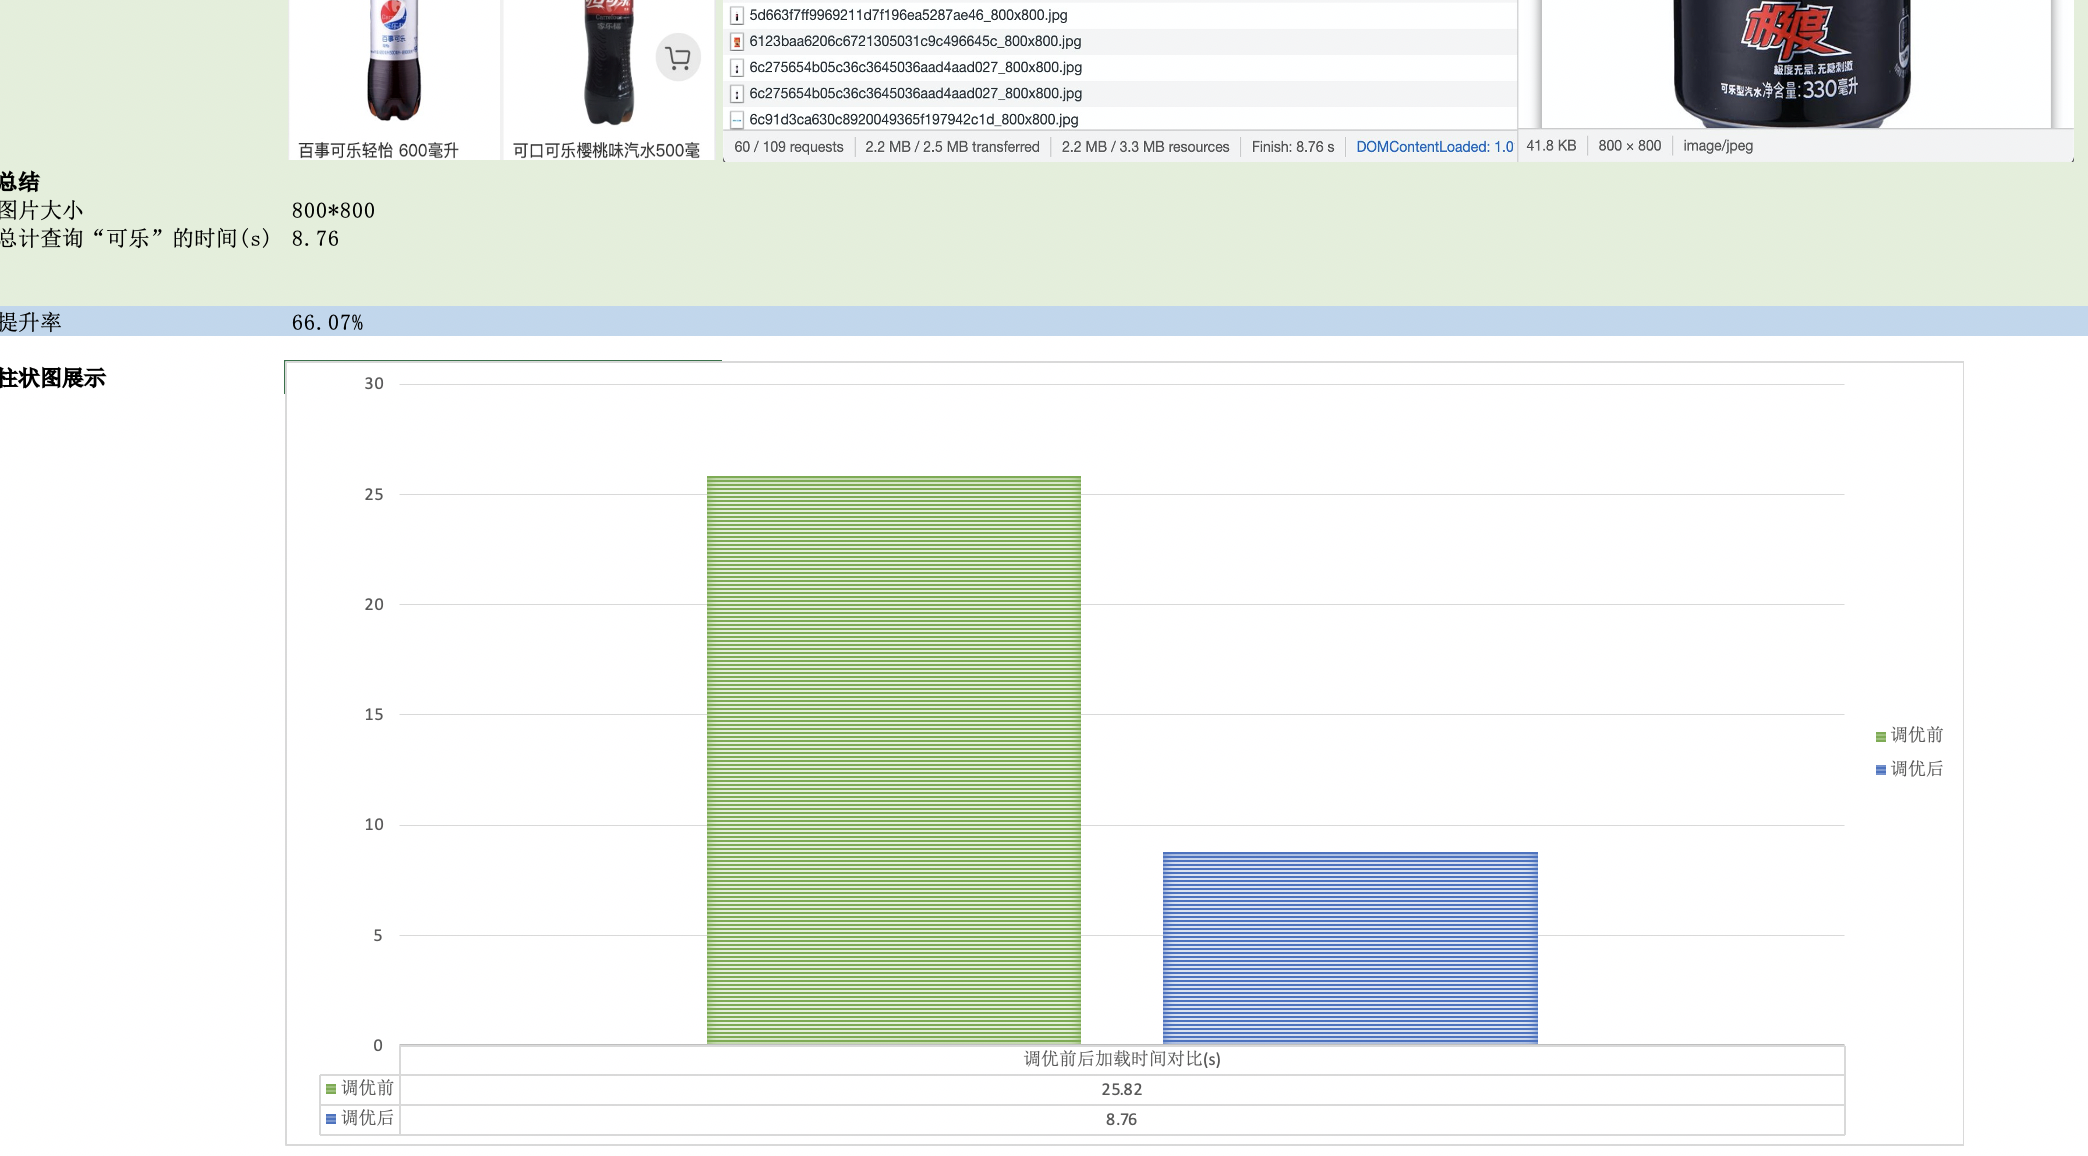 百事可乐
百事可乐轻怡 600毫升
可口可乐樱桃味汽水500毫
5d663f7ff9969211d7f196ea5287ae46_800x800.jpg
6123baa6206c6721305031c9c496645c_800x800.jpg
6c275654b05c36c3645036aad4aad027_800x800.jpg
6c275654b05c36c3645036aad4aad027_800x800.jpg
6c91d3ca630c8920049365f197942c1d_800x800.jpg
60 / 109 requests
2.2 MB / 2.5 MB transferred
2.2 MB / 3.3 MB resources
Finish: 8.76 s
DOMContentLoaded: 1.0
极度
极度无忌,无糖刺激
可乐型汽水净含量:330毫升
41.8 KB
800 × 800
image/jpeg
总结
图片大小 800*800
总计查询“可乐”的时间(s) 8.76
提升率 66.07%
柱状图展示
30
25
20
15
10
5
0
调优前
调优后
调优前后加载时间对比(s)
调优前 25.82
调优后 8.76